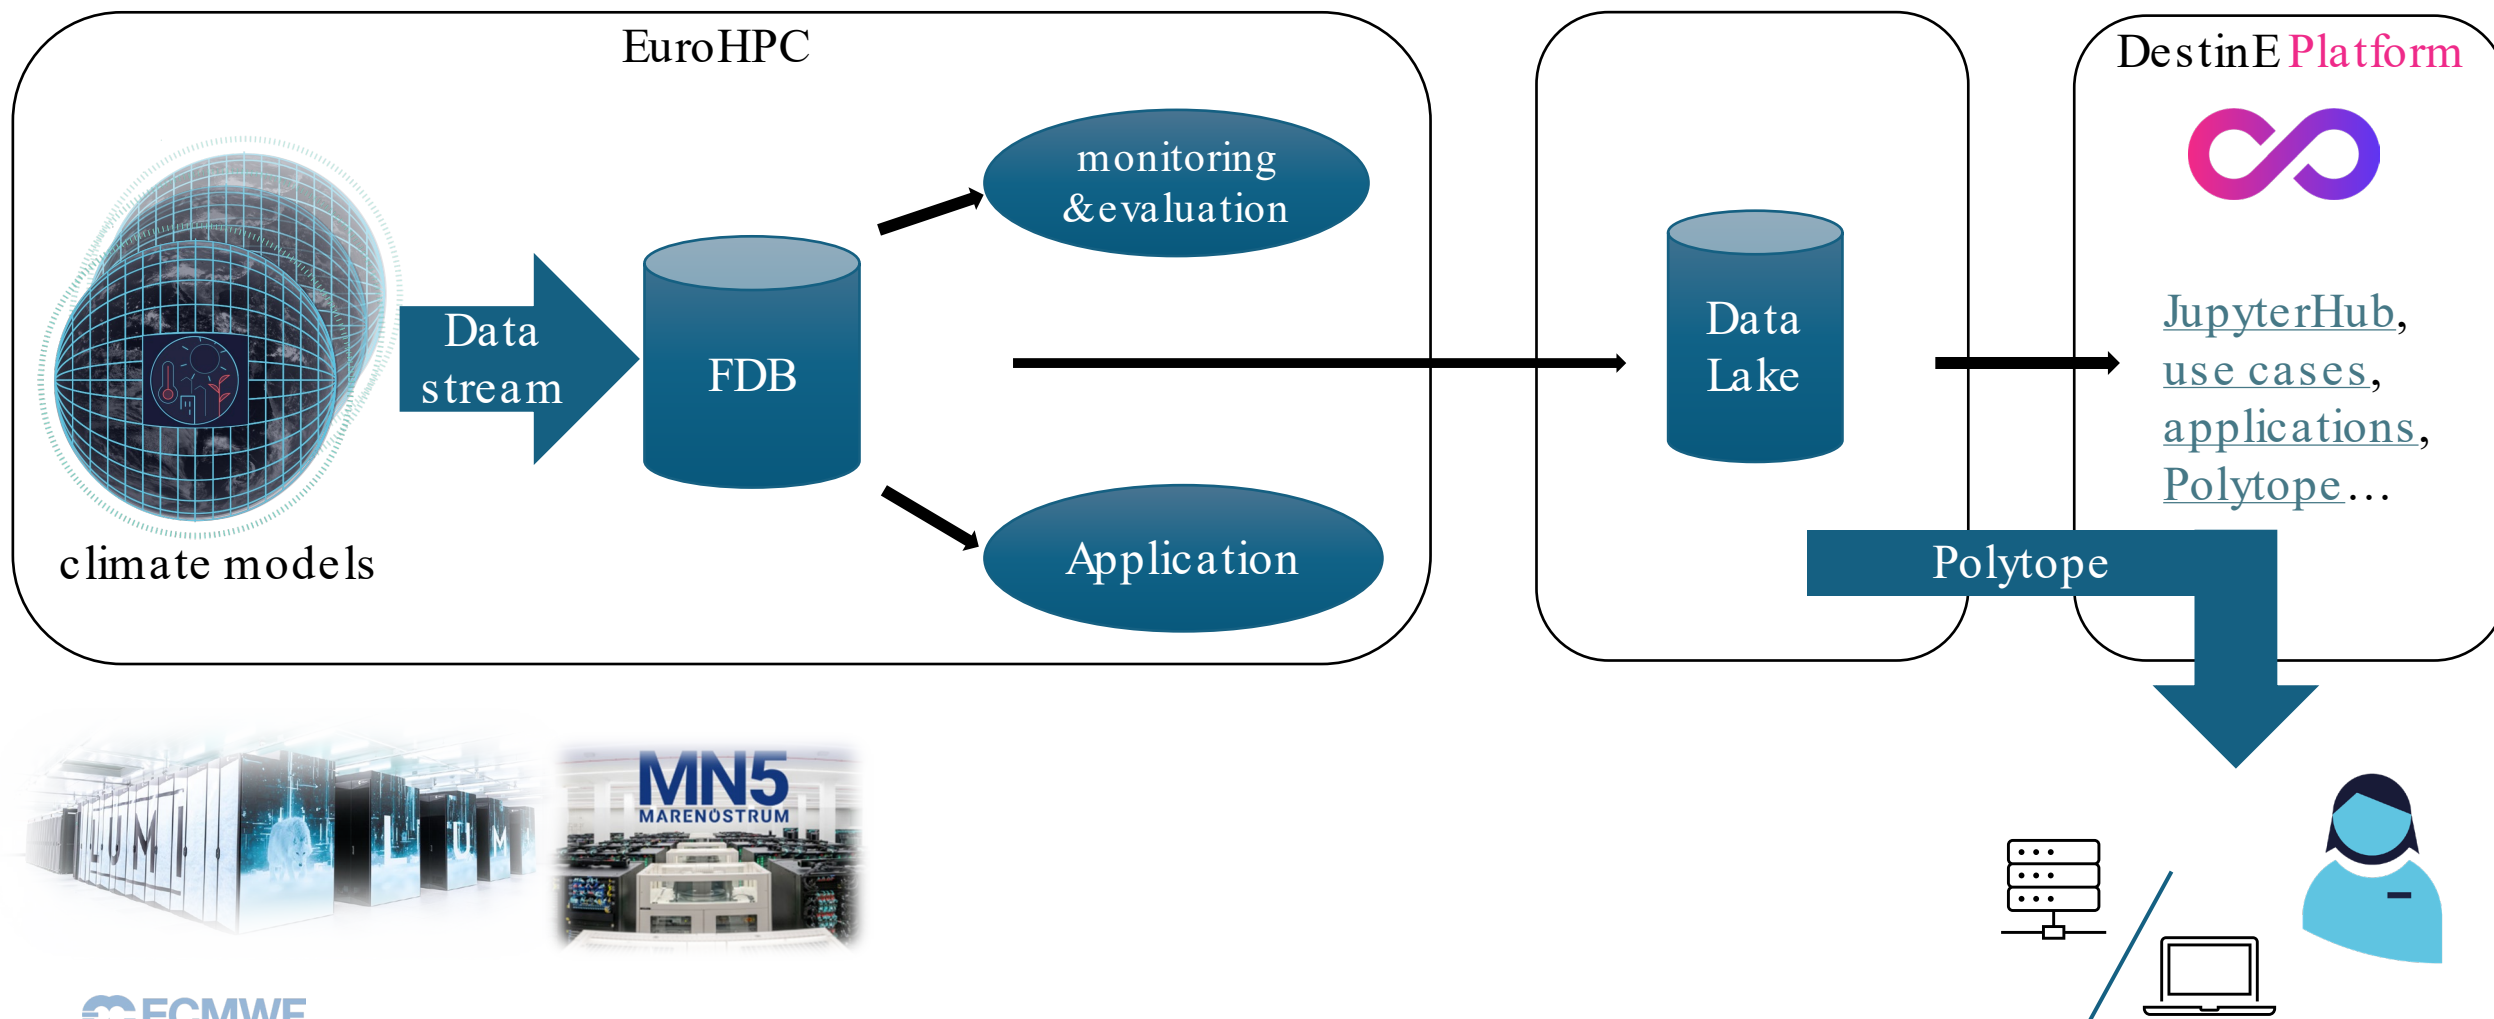 EuroHPC
DestinE Platform
monitoring
& evaluation
Data
stream
FDB
Data
Lake
JupyterHub,
use cases,
applications,
Polytope...
climate models
Application
Polytope
LUMI
L U M
MN5
MARENOSTRUM
ECMWF